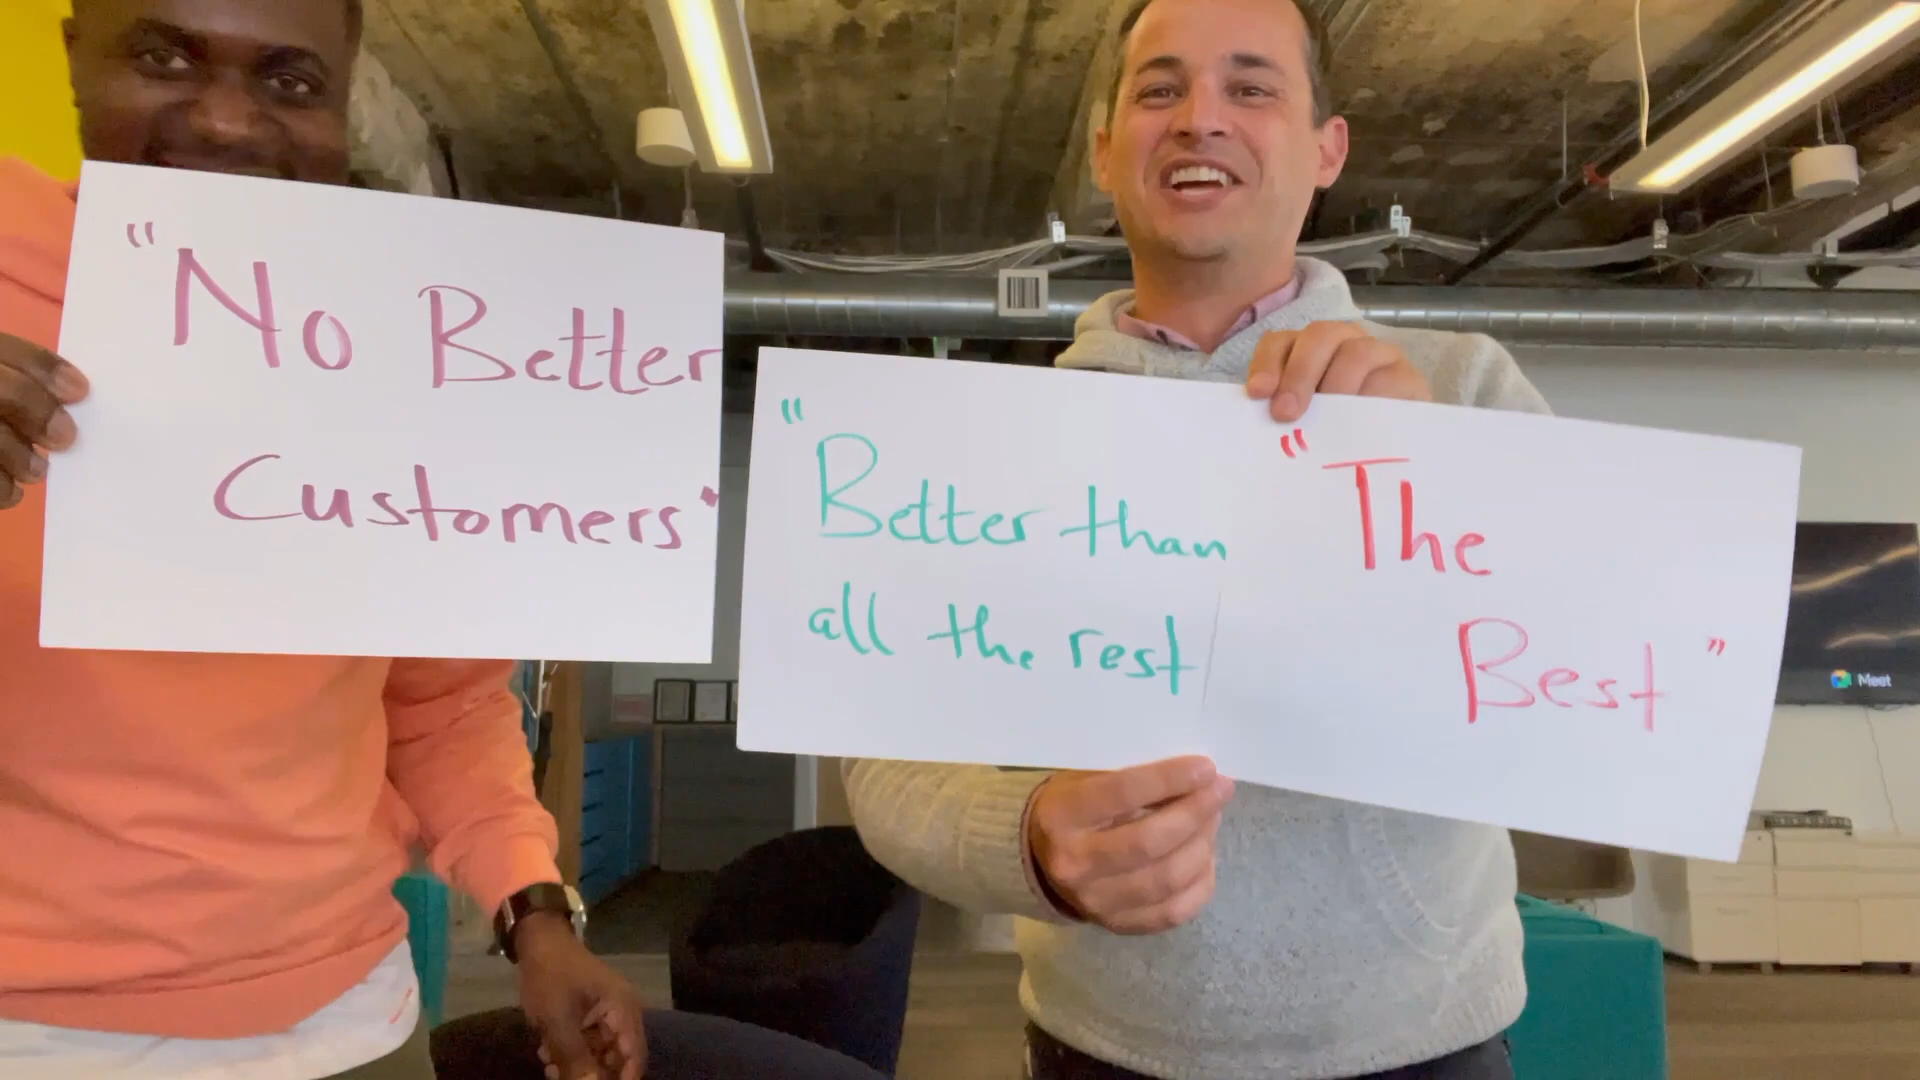 "No Better
Customers"
"Better than
all the rest
"The
Best"
Meet